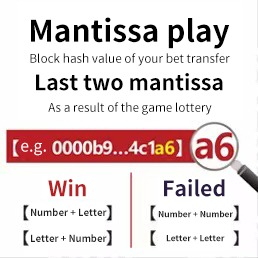 Mantissa play
Block hash value of your bet transfer
Last two mantissa
As a result of the game lottery
【e.g. 0000b9...4c1a6】 a6
Win Failed
【Number + Letter】 【Number + Number】
【Letter + Number】 【Letter + Letter】